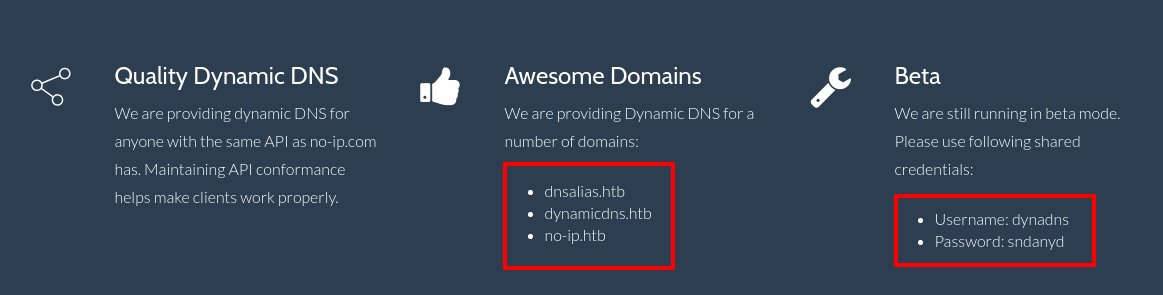 Quality Dynamic DNS
We are providing dynamic DNS for
anyone with the same API as no-ip.com
has. Maintaining API conformance
helps make clients work properly.
Awesome Domains
We are providing Dynamic DNS for a
number of domains:
dnsalias.htb
dynamicdns.htb
no-ip.htb
Beta
We are still running in beta mode.
Please use following shared
credentials:
Username: dynadns
Password: sndanyd